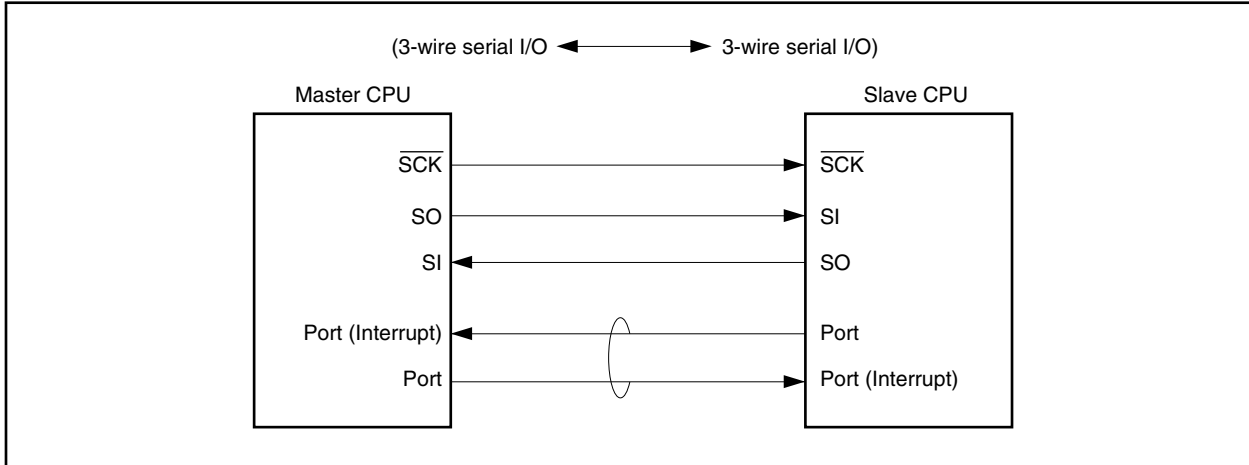 (3-wire serial I/O 3-wire serial I/O)
Master CPU Slave CPU
SCK SCK
SO SI
SI SO
Port (Interrupt) Port
Port Port (Interrupt)